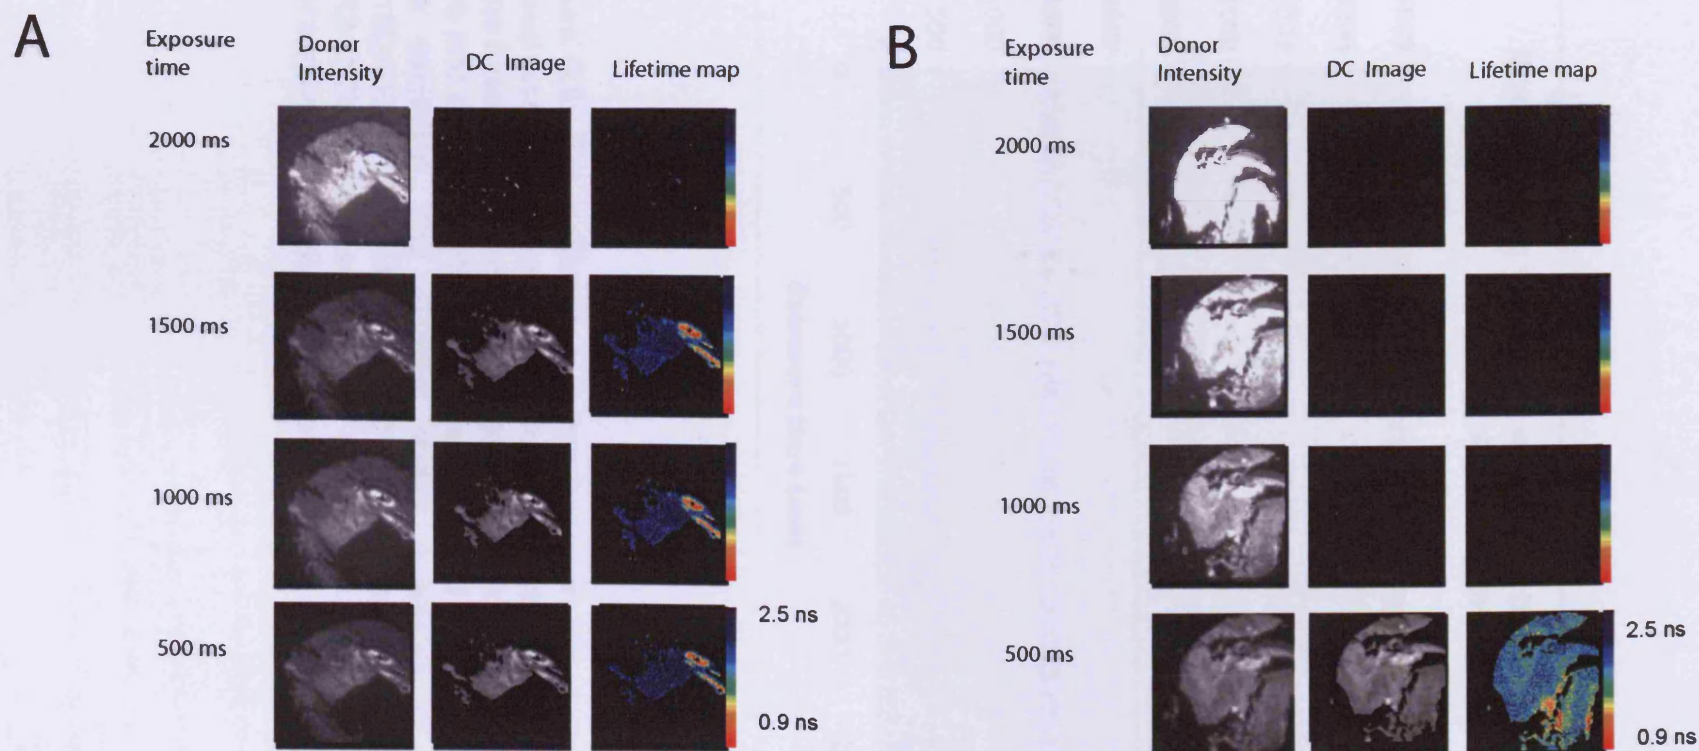 A
Exposure
time
Donor
Intensity
DC Image
Lifetime map
2000 ms
1500 ms
1000 ms
500 ms
2.5 ns
0.9 ns
B
Exposure
time
Donor
Intensity
DC Image
Lifetime map
2000 ms
1500 ms
1000 ms
500 ms
2.5 ns
0.9 ns